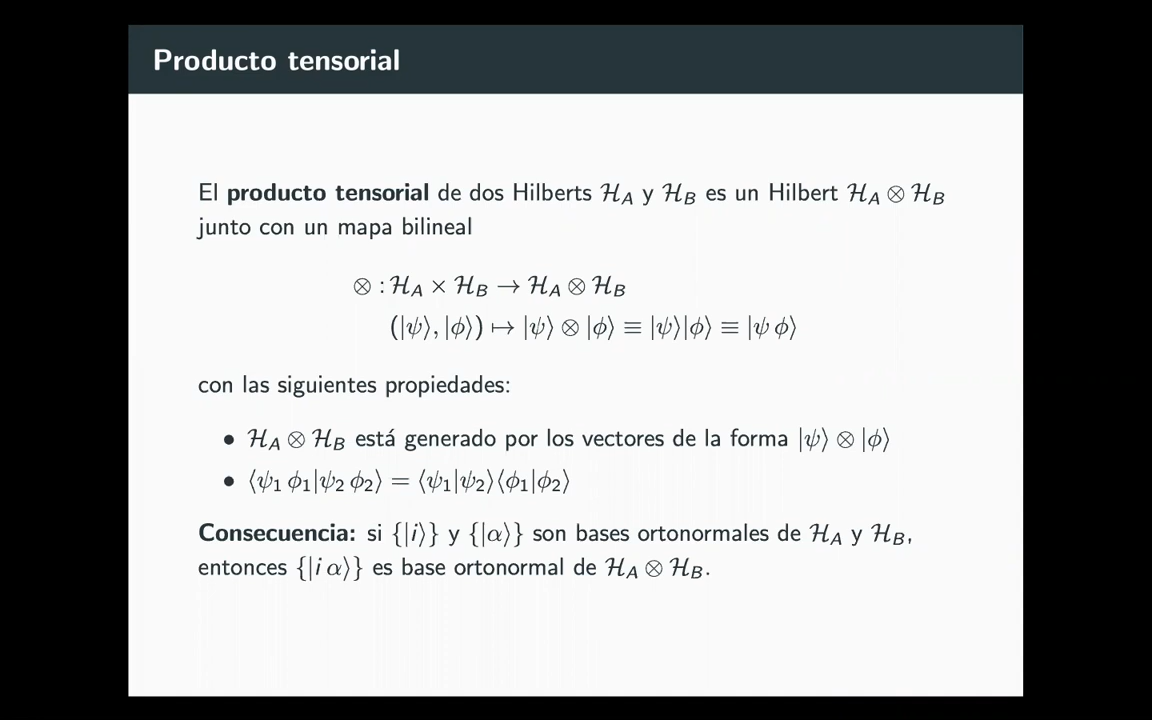 Producto tensorial
El producto tensorial de dos Hilberts ℋ_A y ℋ_B es un Hilbert ℋ_A ⊗ ℋ_B
junto con un mapa bilineal
⊗ : ℋ_A × ℋ_B → ℋ_A ⊗ ℋ_B
(|ψ⟩, |ϕ⟩) ↦ |ψ⟩ ⊗ |ϕ⟩ ≡ |ψ⟩|ϕ⟩ ≡ |ψ ϕ⟩
con las siguientes propiedades:
• ℋ_A ⊗ ℋ_B está generado por los vectores de la forma |ψ⟩ ⊗ |ϕ⟩
• ⟨ψ₁ ϕ₁|ψ₂ ϕ₂⟩ = ⟨ψ₁|ψ₂⟩⟨ϕ₁|ϕ₂⟩
Consecuencia: si {|i⟩} y {|α⟩} son bases ortonormales de ℋ_A y ℋ_B,
entonces {|i α⟩} es base ortonormal de ℋ_A ⊗ ℋ_B.